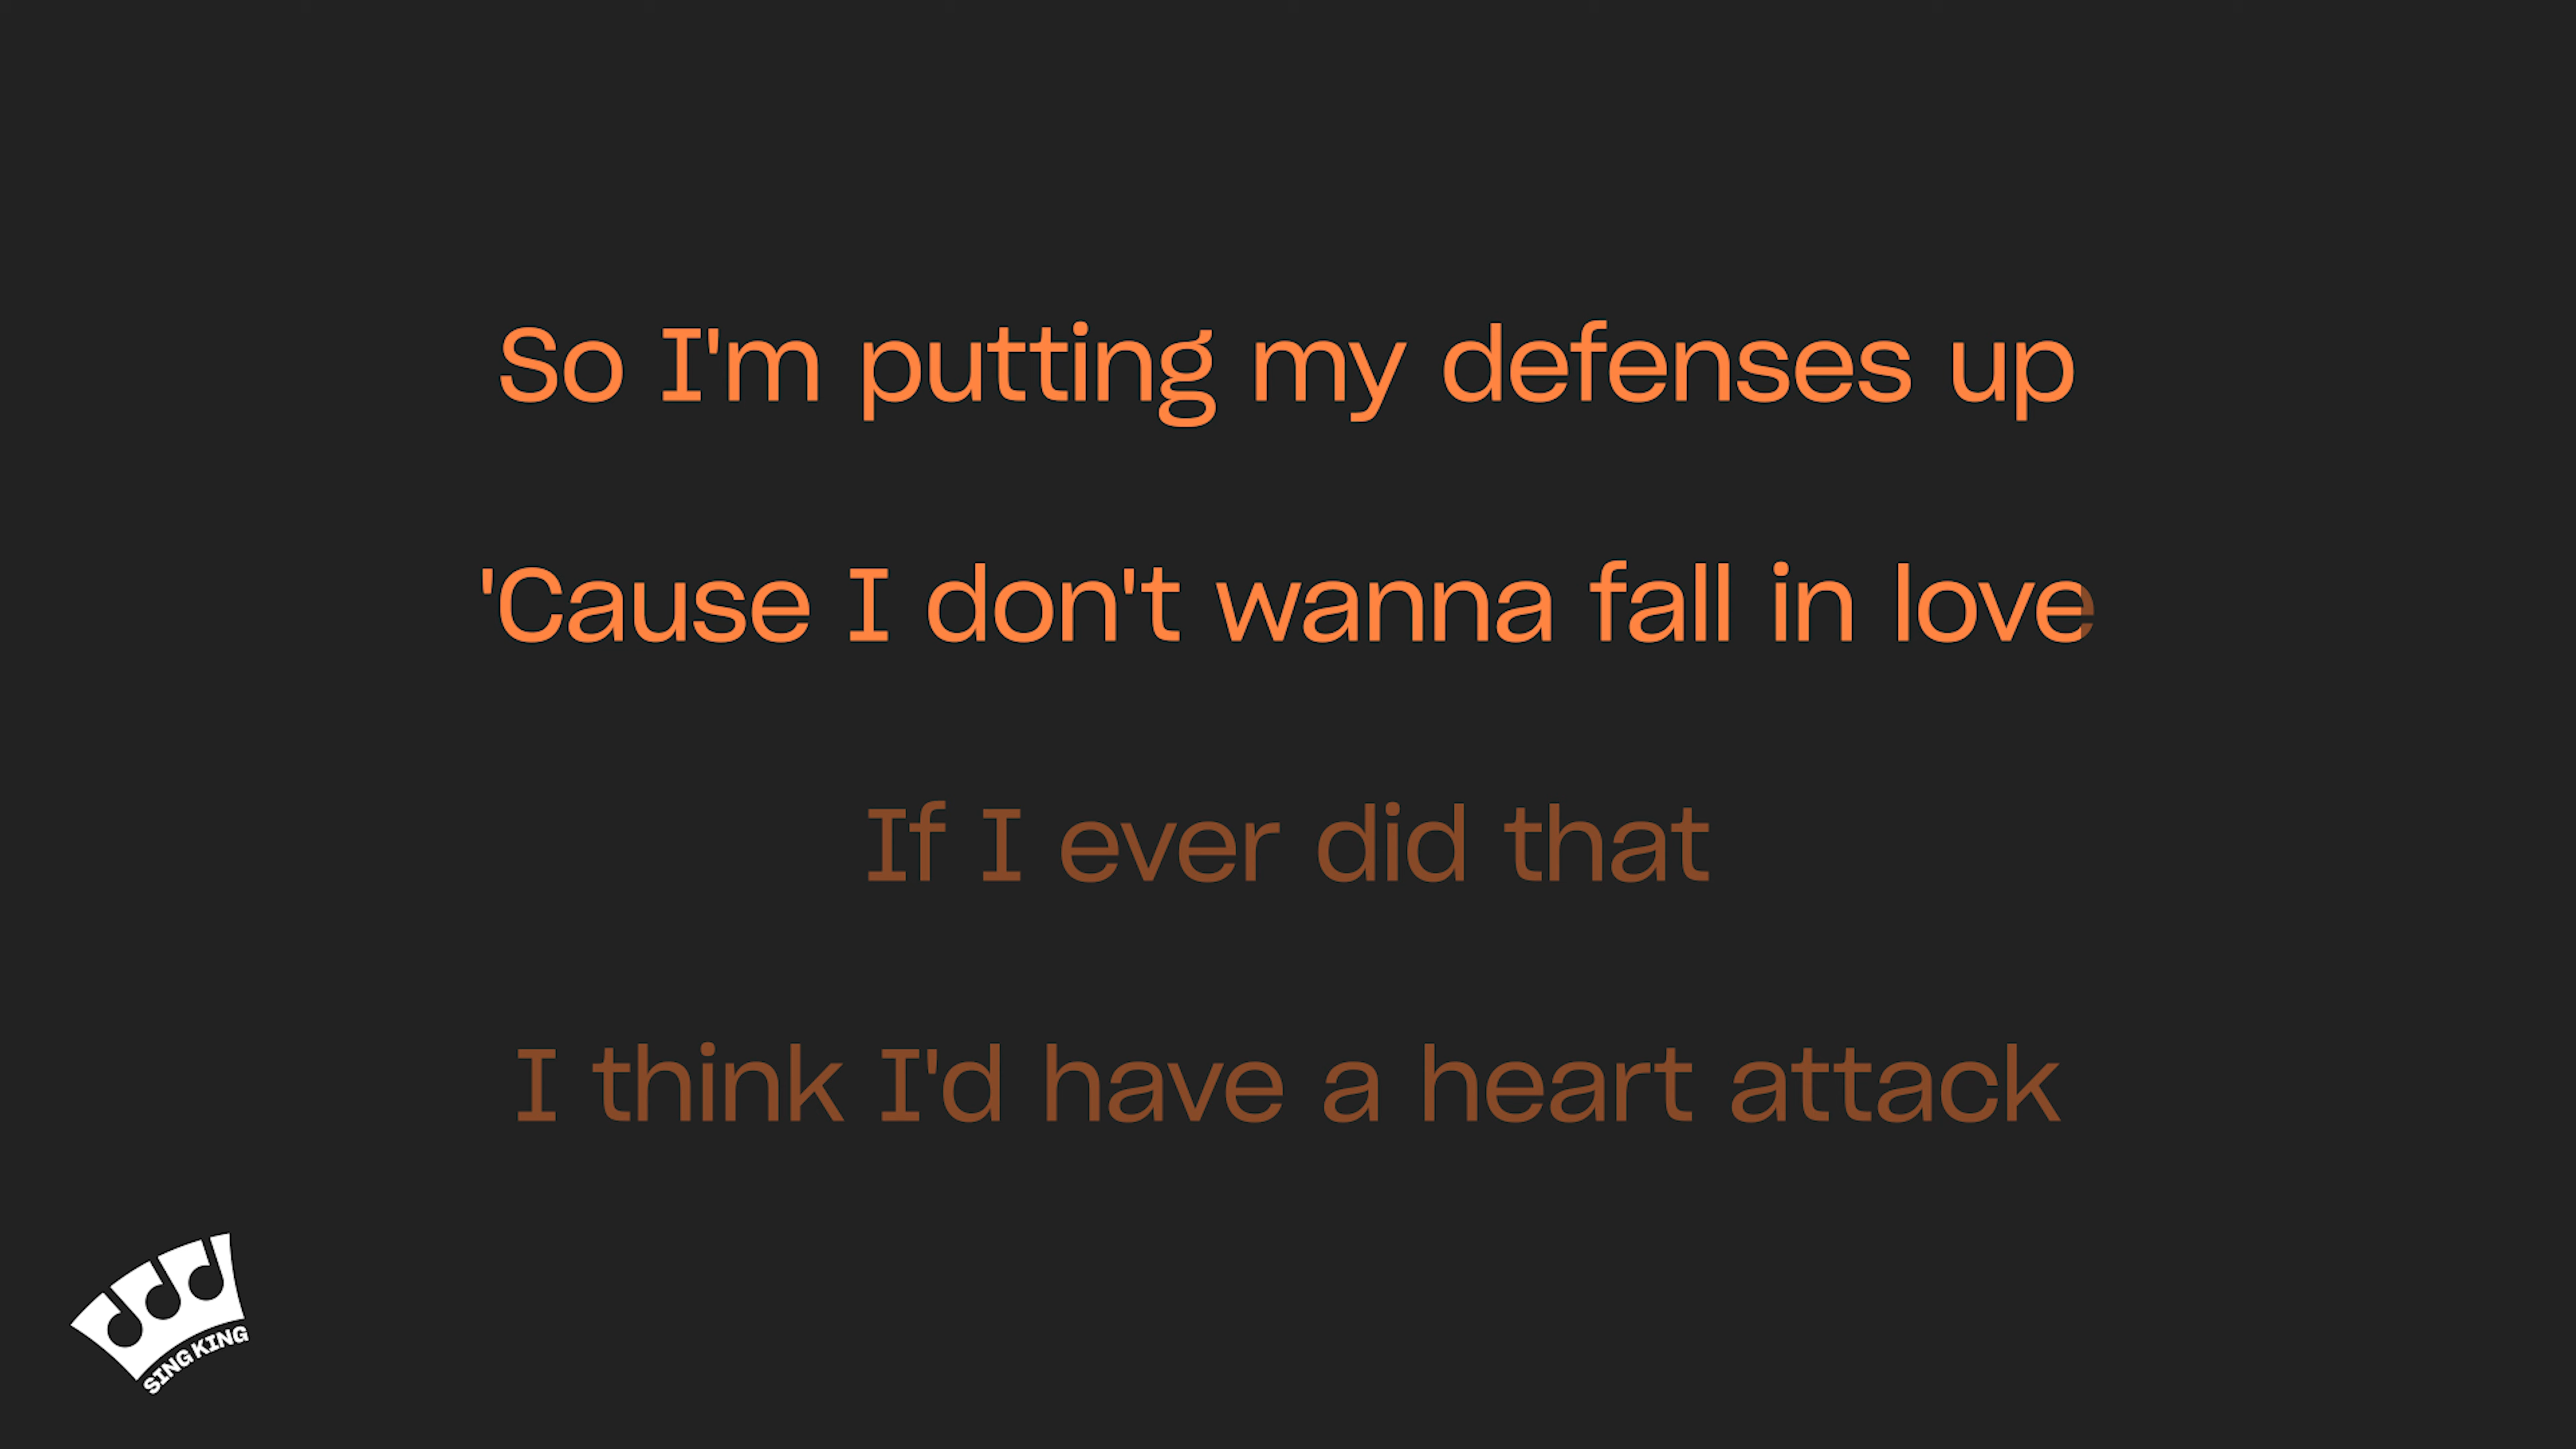 So I'm putting my defenses up
'Cause I don't wanna fall in love
If I ever did that
I think I'd have a heart attack
SING KING